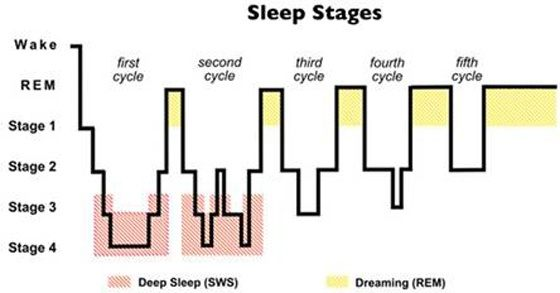 Sleep Stages
Wake
first cycle
second cycle
third cycle
fourth cycle
fifth cycle
REM
Stage 1
Stage 2
Stage 3
Stage 4
Deep Sleep (SWS)
Dreaming (REM)